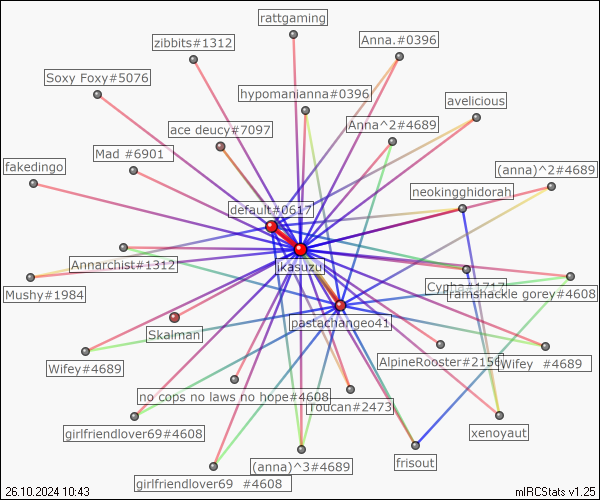 rattgaming
zibbits#1312
Anna.#0396
Soxy Foxy#5076
hypomanianna#0396
avelicious
ace deucy#7097
Anna^2#4689
Mad #6901
fakedingo
(anna)^2#4689
neokingghidorah
default#0617
Annarchist#1312
ikasuzu
Cypha#1717
Mushy#1984
ramshackle gorey#4608
Skalman
pastachangeo41
Wifey#4689
AlpineRooster#2156
Wifey #4689
no cops no laws no hope#4608
Toucan#2473
girlfriendlover69#4608
xenoyaut
(anna)^3#4689
frisout
girlfriendlover69 #4608
26.10.2024 10:43
mIRCStats v1.25